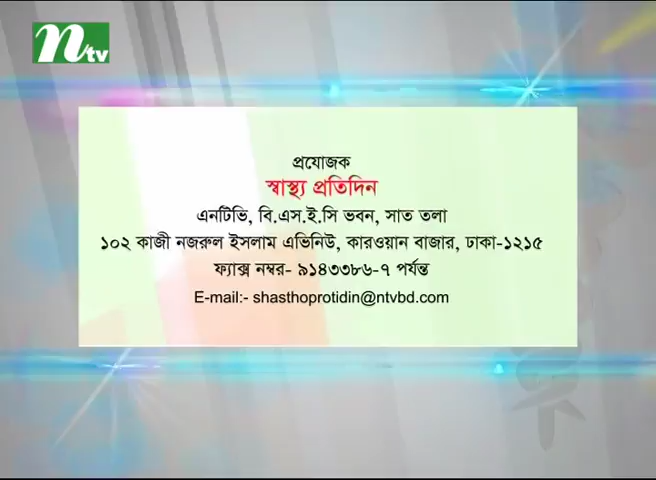 ntv
প্রযোজক
স্বাস্থ্য প্রতিদিন
এনটিভি, বি.এস.ই.সি ভবন, সাত তলা
১০২ কাজী নজরুল ইসলাম এভিনিউ, কারওয়ান বাজার, ঢাকা-১২১৫
ফ্যাক্স নম্বর- ৯১৪৩৩৮৬-৭ পর্যন্ত
E-mail:- shasthoprotidin@ntvbd.com